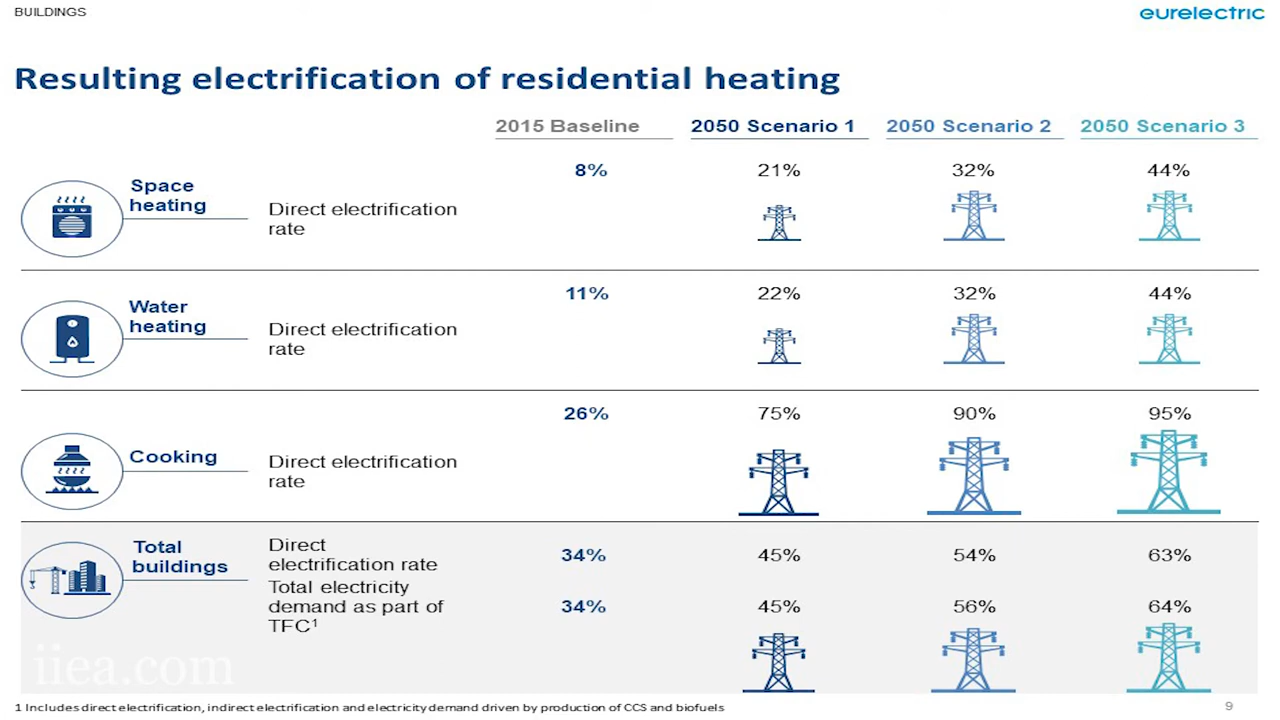 BUILDINGS
eurelectric
Resulting electrification of residential heating
2015 Baseline 2050 Scenario 1 2050 Scenario 2 2050 Scenario 3
8% 21% 32% 44%
Space
heating
Direct electrification
rate
11% 22% 32% 44%
Water
heating
Direct electrification
rate
26% 75% 90% 95%
Cooking
Direct electrification
rate
Total
buildings
Direct
electrification rate
34% 45% 54% 63%
Total electricity
demand as part of
TFC¹
34% 45% 56% 64%
iiea.com
1 Includes direct electrification, indirect electrification and electricity demand driven by production of CCS and biofuels
9